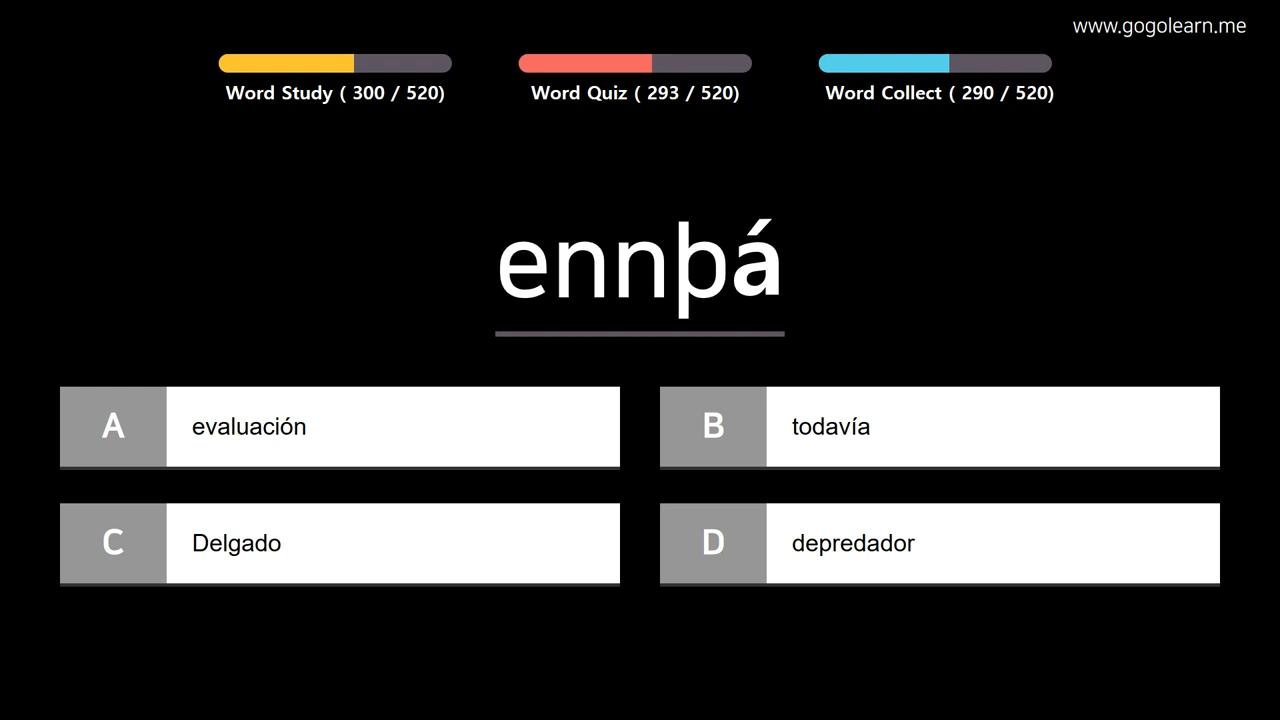 www.gogolearn.me
Word Study ( 300 / 520)
Word Quiz ( 293 / 520)
Word Collect ( 290 / 520)
ennþá
A evaluación
B todavía
C Delgado
D depredador